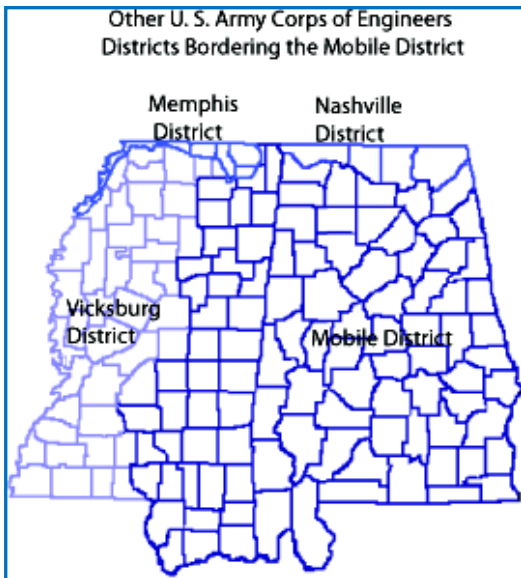 Other U. S. Army Corps of Engineers
Districts Bordering the Mobile District
Memphis
District
Nashville
District
Vicksburg
District
Mobile District